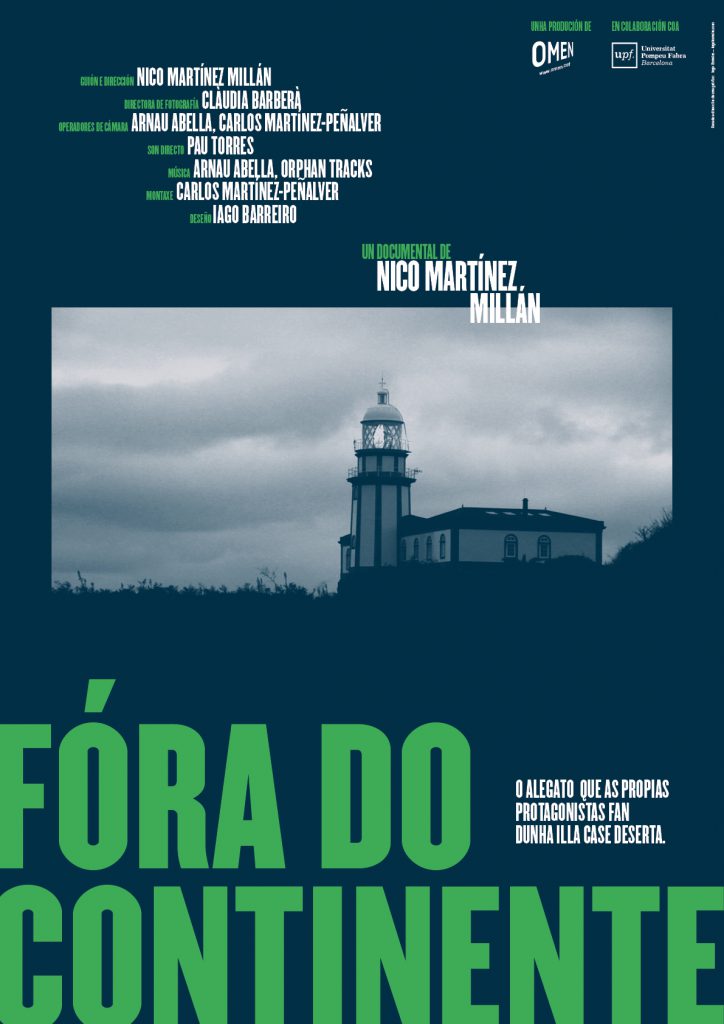 UNHA PRODUCIÓN DE
EN COLABORACIÓN COA
OMEN
upf.
Universitat
Pompeu Fabra
Barcelona
GUIÓN E DIRECCIÓN NICO MARTÍNEZ MILLÁN
DIRECTORA DE FOTOGRAFÍA CLÀUDIA BARBERÀ
OPERADORES DE CÁMARA ARNAU ABELLA, CARLOS MARTÍNEZ-PEÑALVER
SON DIRECTO PAU TORRES
MÚSICA ARNAU ABELLA, ORPHAN TRACKS
MONTAXE CARLOS MARTÍNEZ-PEÑALVER
DESEÑO IAGO BARREIRO
UN DOCUMENTAL DE
NICO MARTÍNEZ
MILLÁN
FÓRA DO
CONTINENTE
O ALEGATO QUE AS PROPIAS
PROTAGONISTAS FAN
DUNHA ILLA CASE DESERTA.